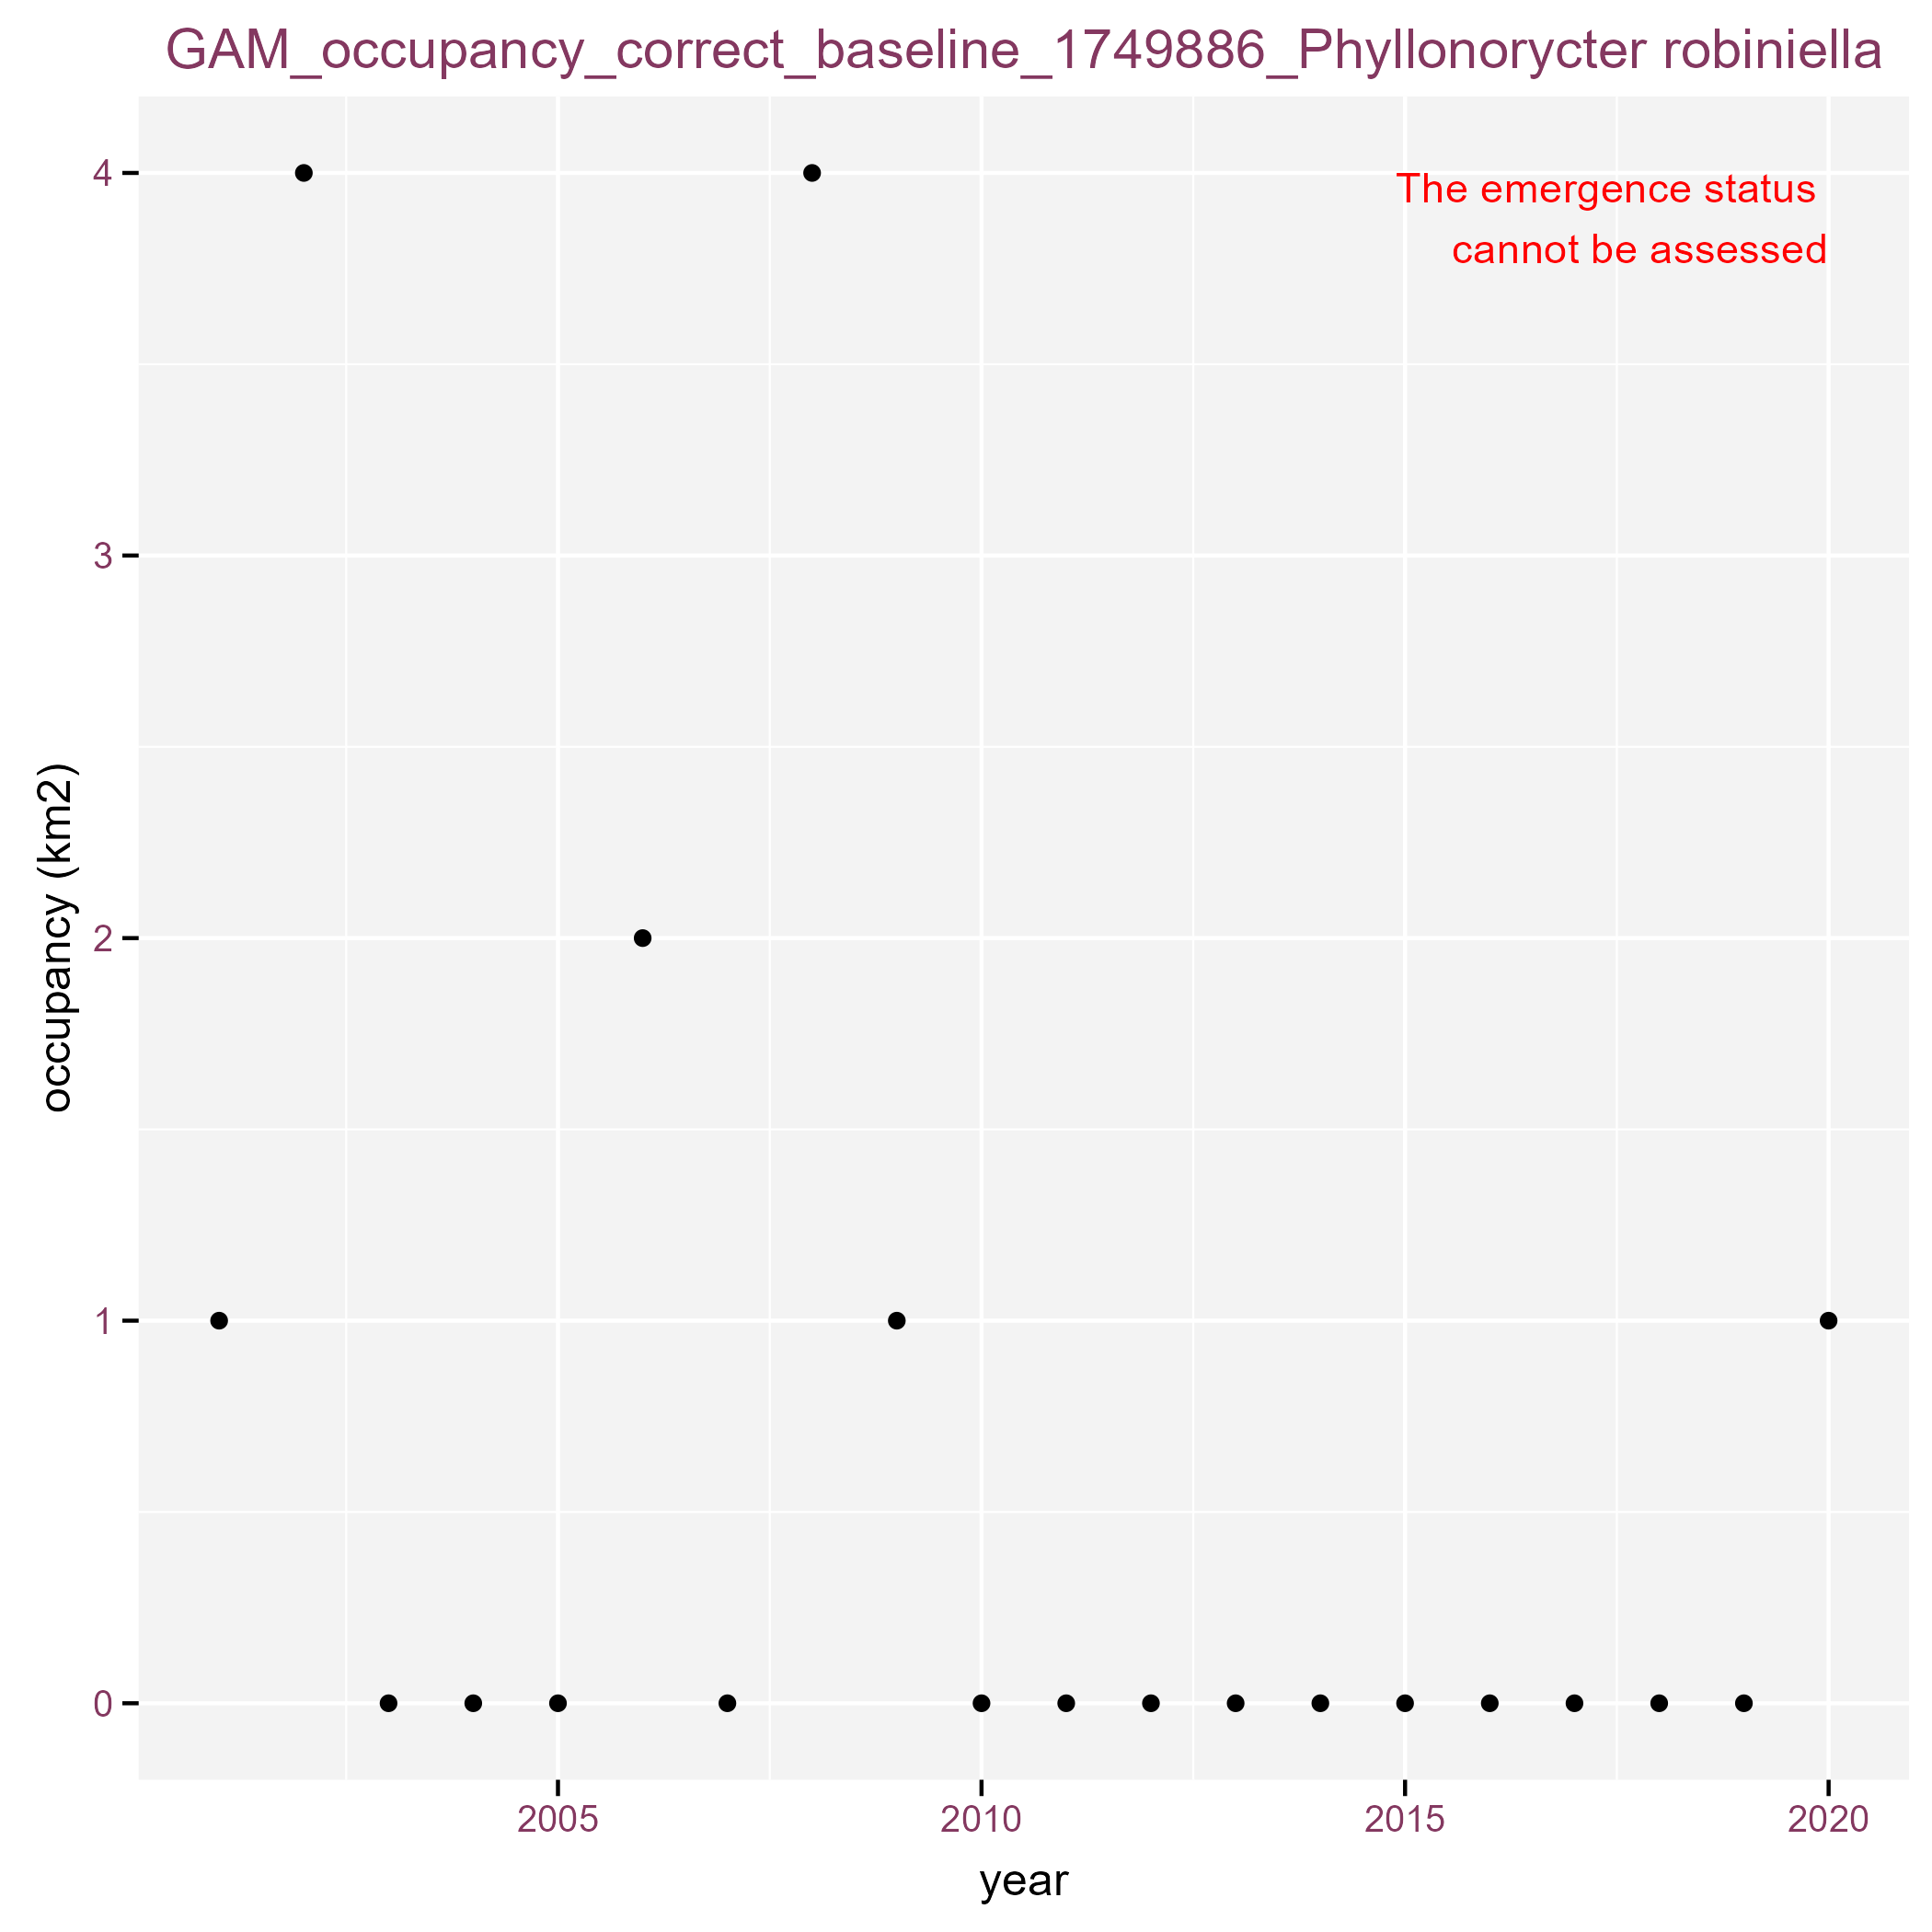 GAM_occupancy_correct_baseline_1749886_Phyllonorycter robiniella
The emergence status
cannot be assessed
4
3
2
1
0
occupancy (km2)
2005
2010
2015
2020
year